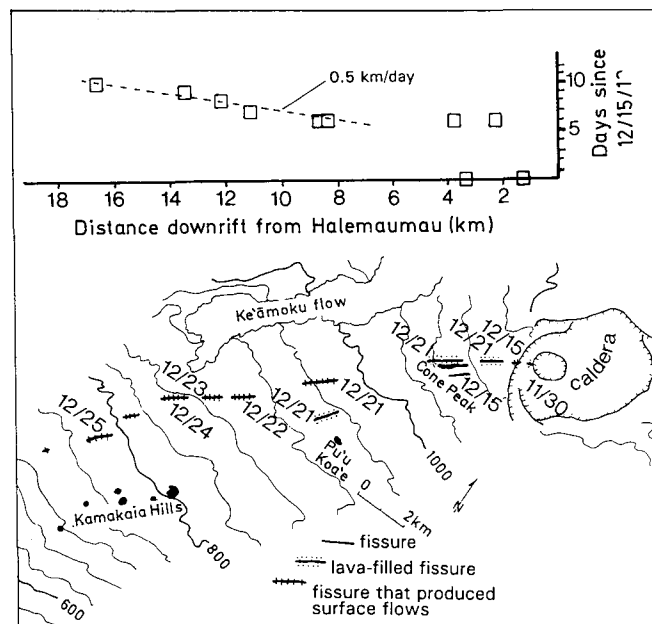 0.5 km/day
10
5
Days since
12/15/
18 16 14 12 10 8 6 4 2
Distance downrift from Halemaumau (km)
Ke'āmoku flow
12/21
12/21
12/15
Cone Peak
12/15
11/30
caldera
12/23
12/24
12/22
12/21
12/21
12/25
Pu'u
Koa'e
1000
0
2km
N
Kamakaia Hills
800
600
fissure
lava-filled fissure
fissure that produced
surface flows